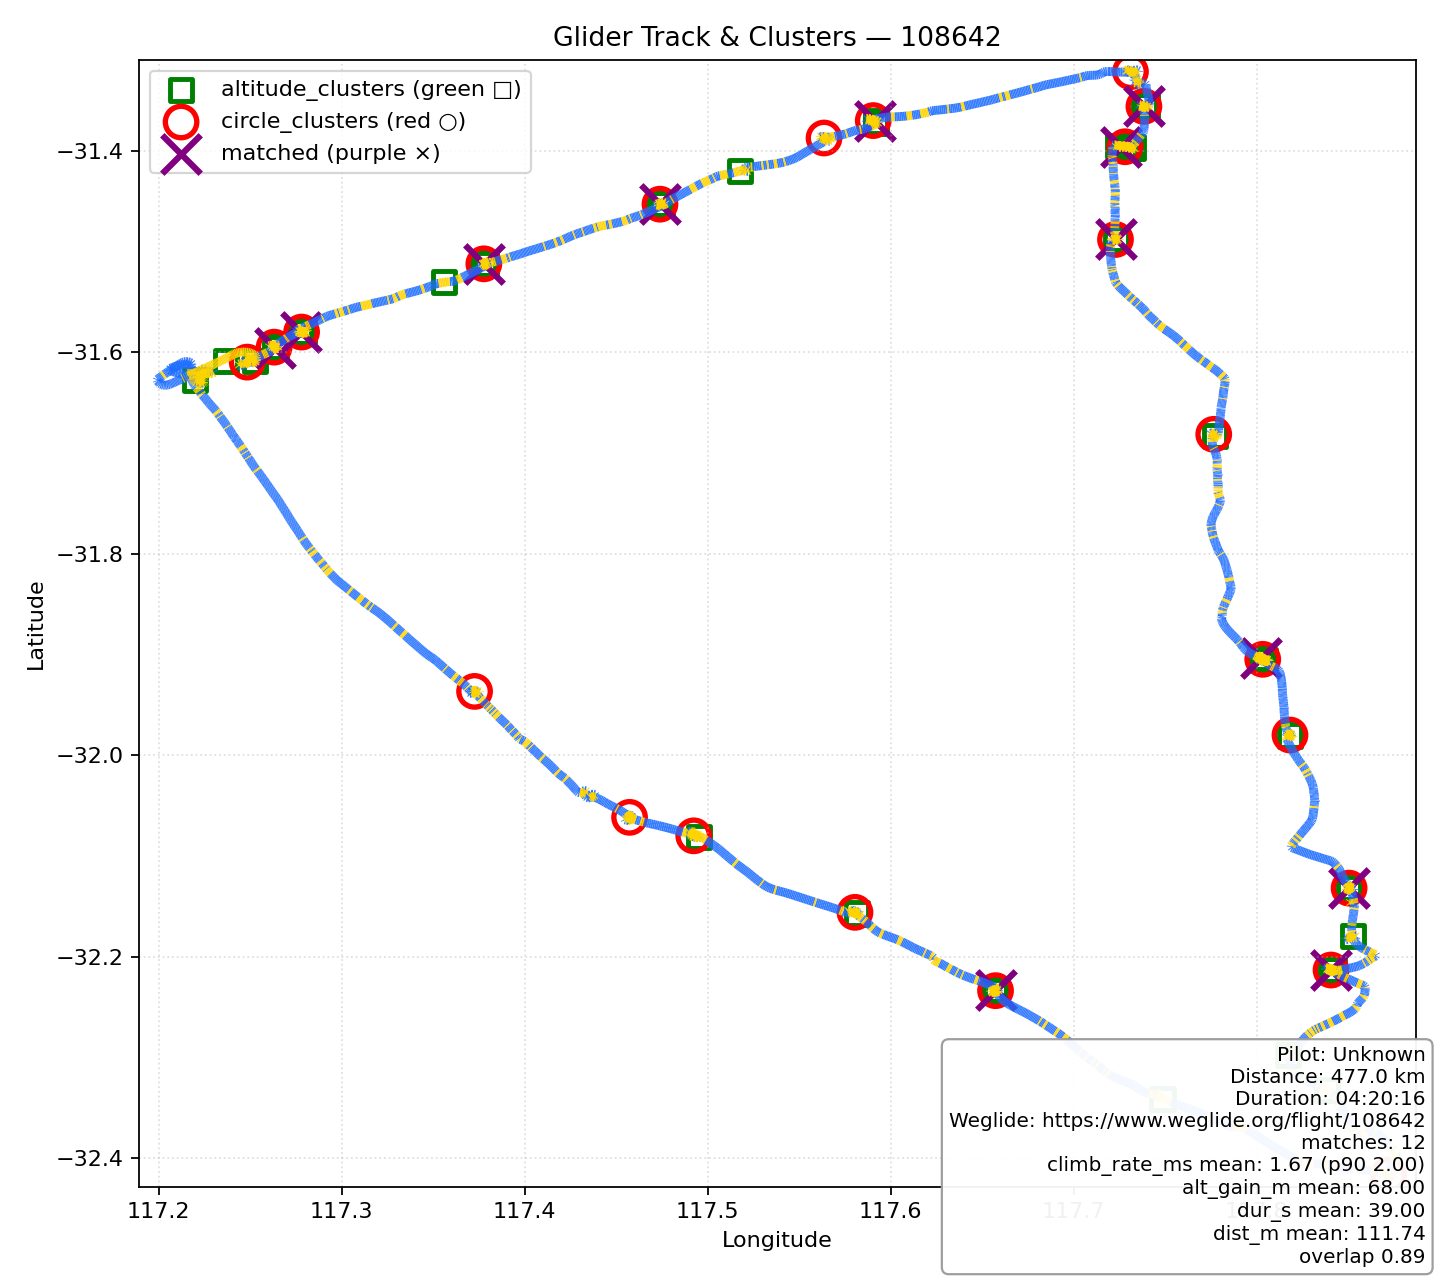 Glider Track & Clusters — 108642
altitude_clusters (green □)
circle_clusters (red ○)
matched (purple ×)
Latitude
−31.4
−31.6
−31.8
−32.0
−32.2
−32.4
117.2
117.3
117.4
117.5
117.6
117.7
Longitude
Pilot: Unknown
Distance: 477.0 km
Duration: 04:20:16
Weglide: https://www.weglide.org/flight/108642
matches: 12
climb_rate_ms mean: 1.67 (p90 2.00)
alt_gain_m mean: 68.00
dur_s mean: 39.00
dist_m mean: 111.74
overlap 0.89